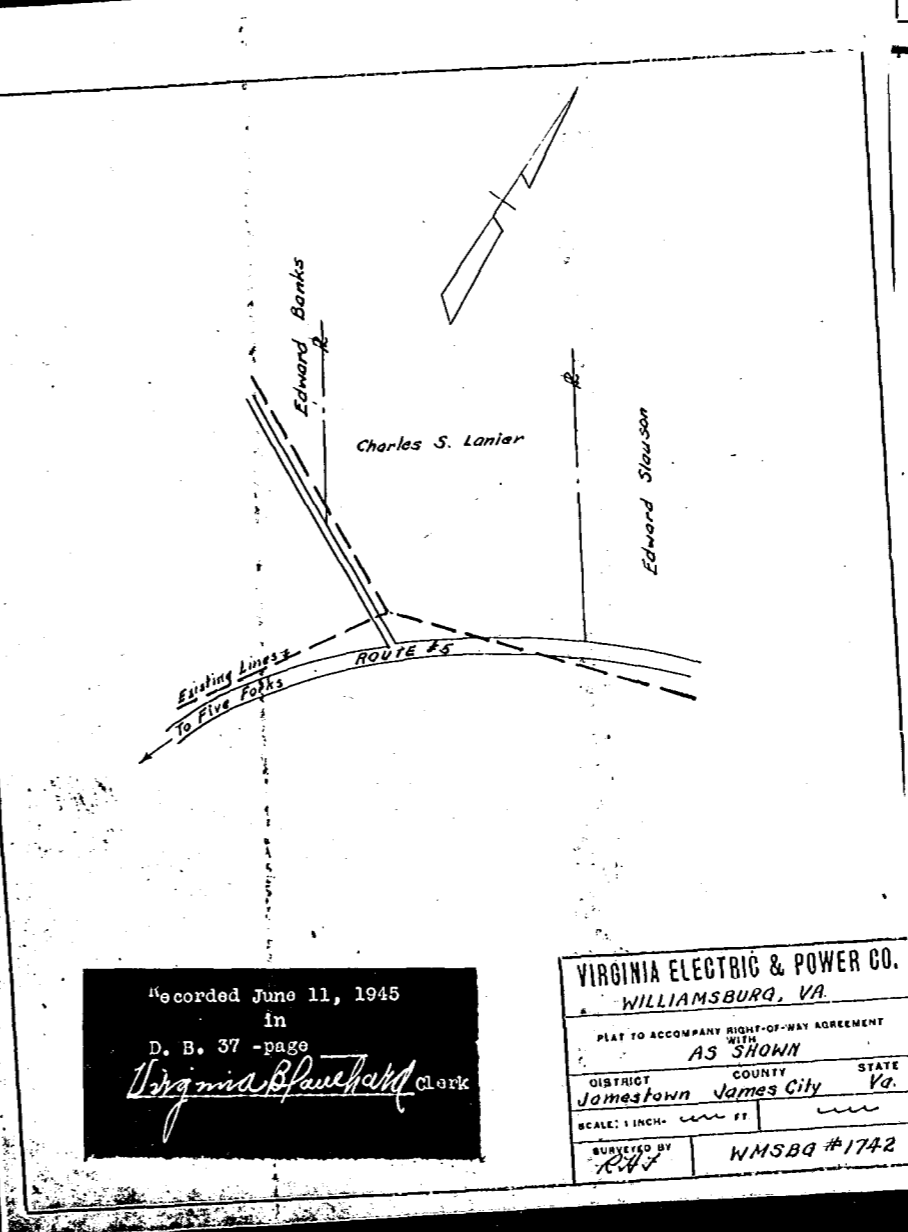 Edward Banks
Charles S. Lanier
Edward Slauson
Existing Lines
ROUTE #5
To Five Forks
Recorded June 11, 1945
in
D. B. 37 -page
Virginia Blanchard Clerk
VIRGINIA ELECTRIC & POWER CO.
WILLIAMSBURG, VA.
PLAT TO ACCOMPANY RIGHT-OF-WAY AGREEMENT
WITH
AS SHOWN
DISTRICT COUNTY STATE
Jamestown James City Va.
SCALE: 1 INCH= FT.
SURVEYED BY
WMSBG #1742